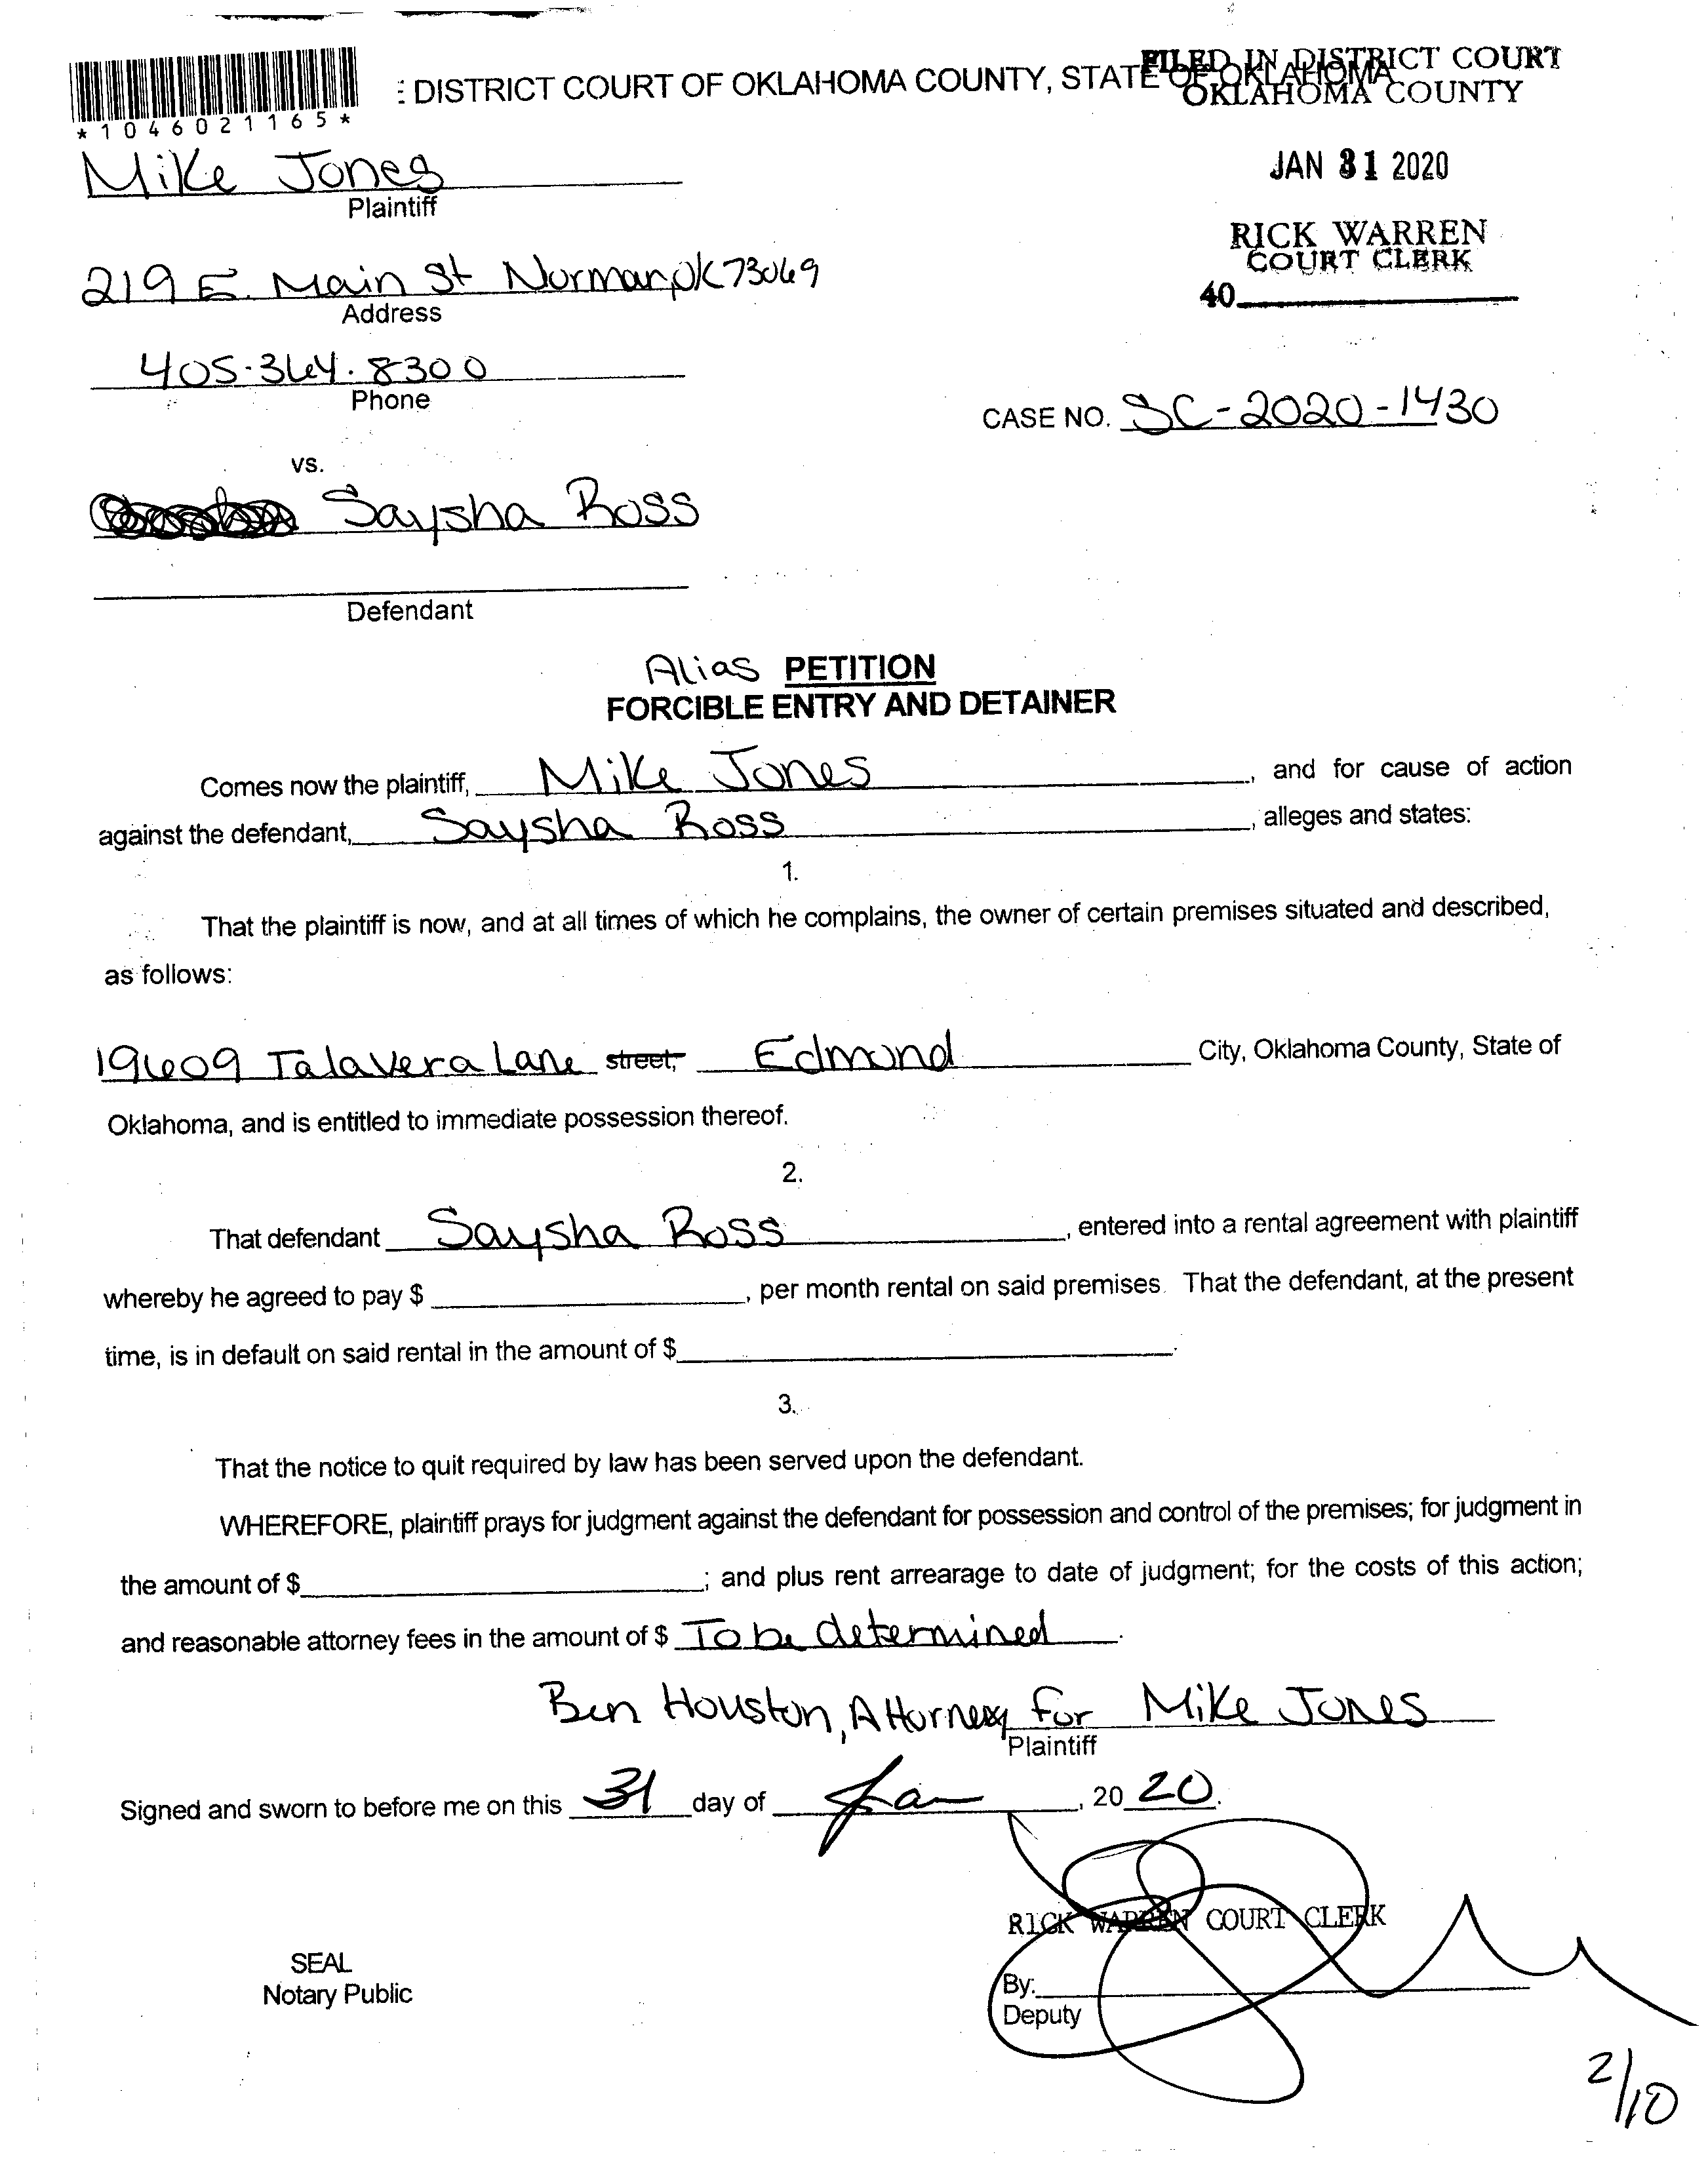 : DISTRICT COURT OF OKLAHOMA COUNTY, STATE OF OKLAHOMA
FILED IN DISTRICT COURT
OKLAHOMA COUNTY
*1046021165*
JAN 31 2020
RICK WARREN
COURT CLERK
40
Mike Jones
Plaintiff
219 E. Main St Norman, OK 73069
Address
405.364.8300
Phone
CASE NO. SC-2020-1430
vs.
Saysha Ross
Defendant
Alias PETITION
FORCIBLE ENTRY AND DETAINER
Comes now the plaintiff, Mike Jones, and for cause of action
against the defendant, Saysha Ross, alleges and states:
1.
That the plaintiff is now, and at all times of which he complains, the owner of certain premises situated and described,
as follows:
19609 Talavera Lane street, Edmond City, Oklahoma County, State of
Oklahoma, and is entitled to immediate possession thereof.
2.
That defendant Saysha Ross, entered into a rental agreement with plaintiff
whereby he agreed to pay $, per month rental on said premises. That the defendant, at the present
time, is in default on said rental in the amount of $.
3.
That the notice to quit required by law has been served upon the defendant.
WHEREFORE, plaintiff prays for judgment against the defendant for possession and control of the premises; for judgment in
the amount of $; and plus rent arrearage to date of judgment; for the costs of this action;
and reasonable attorney fees in the amount of $ To be determined.
Ben Houston, Attorney for Mike Jones
Plaintiff
Signed and sworn to before me on this 31 day of Jan, 20 20.
RICK WARREN COURT CLERK
SEAL
Notary Public
By:
Deputy
2/10